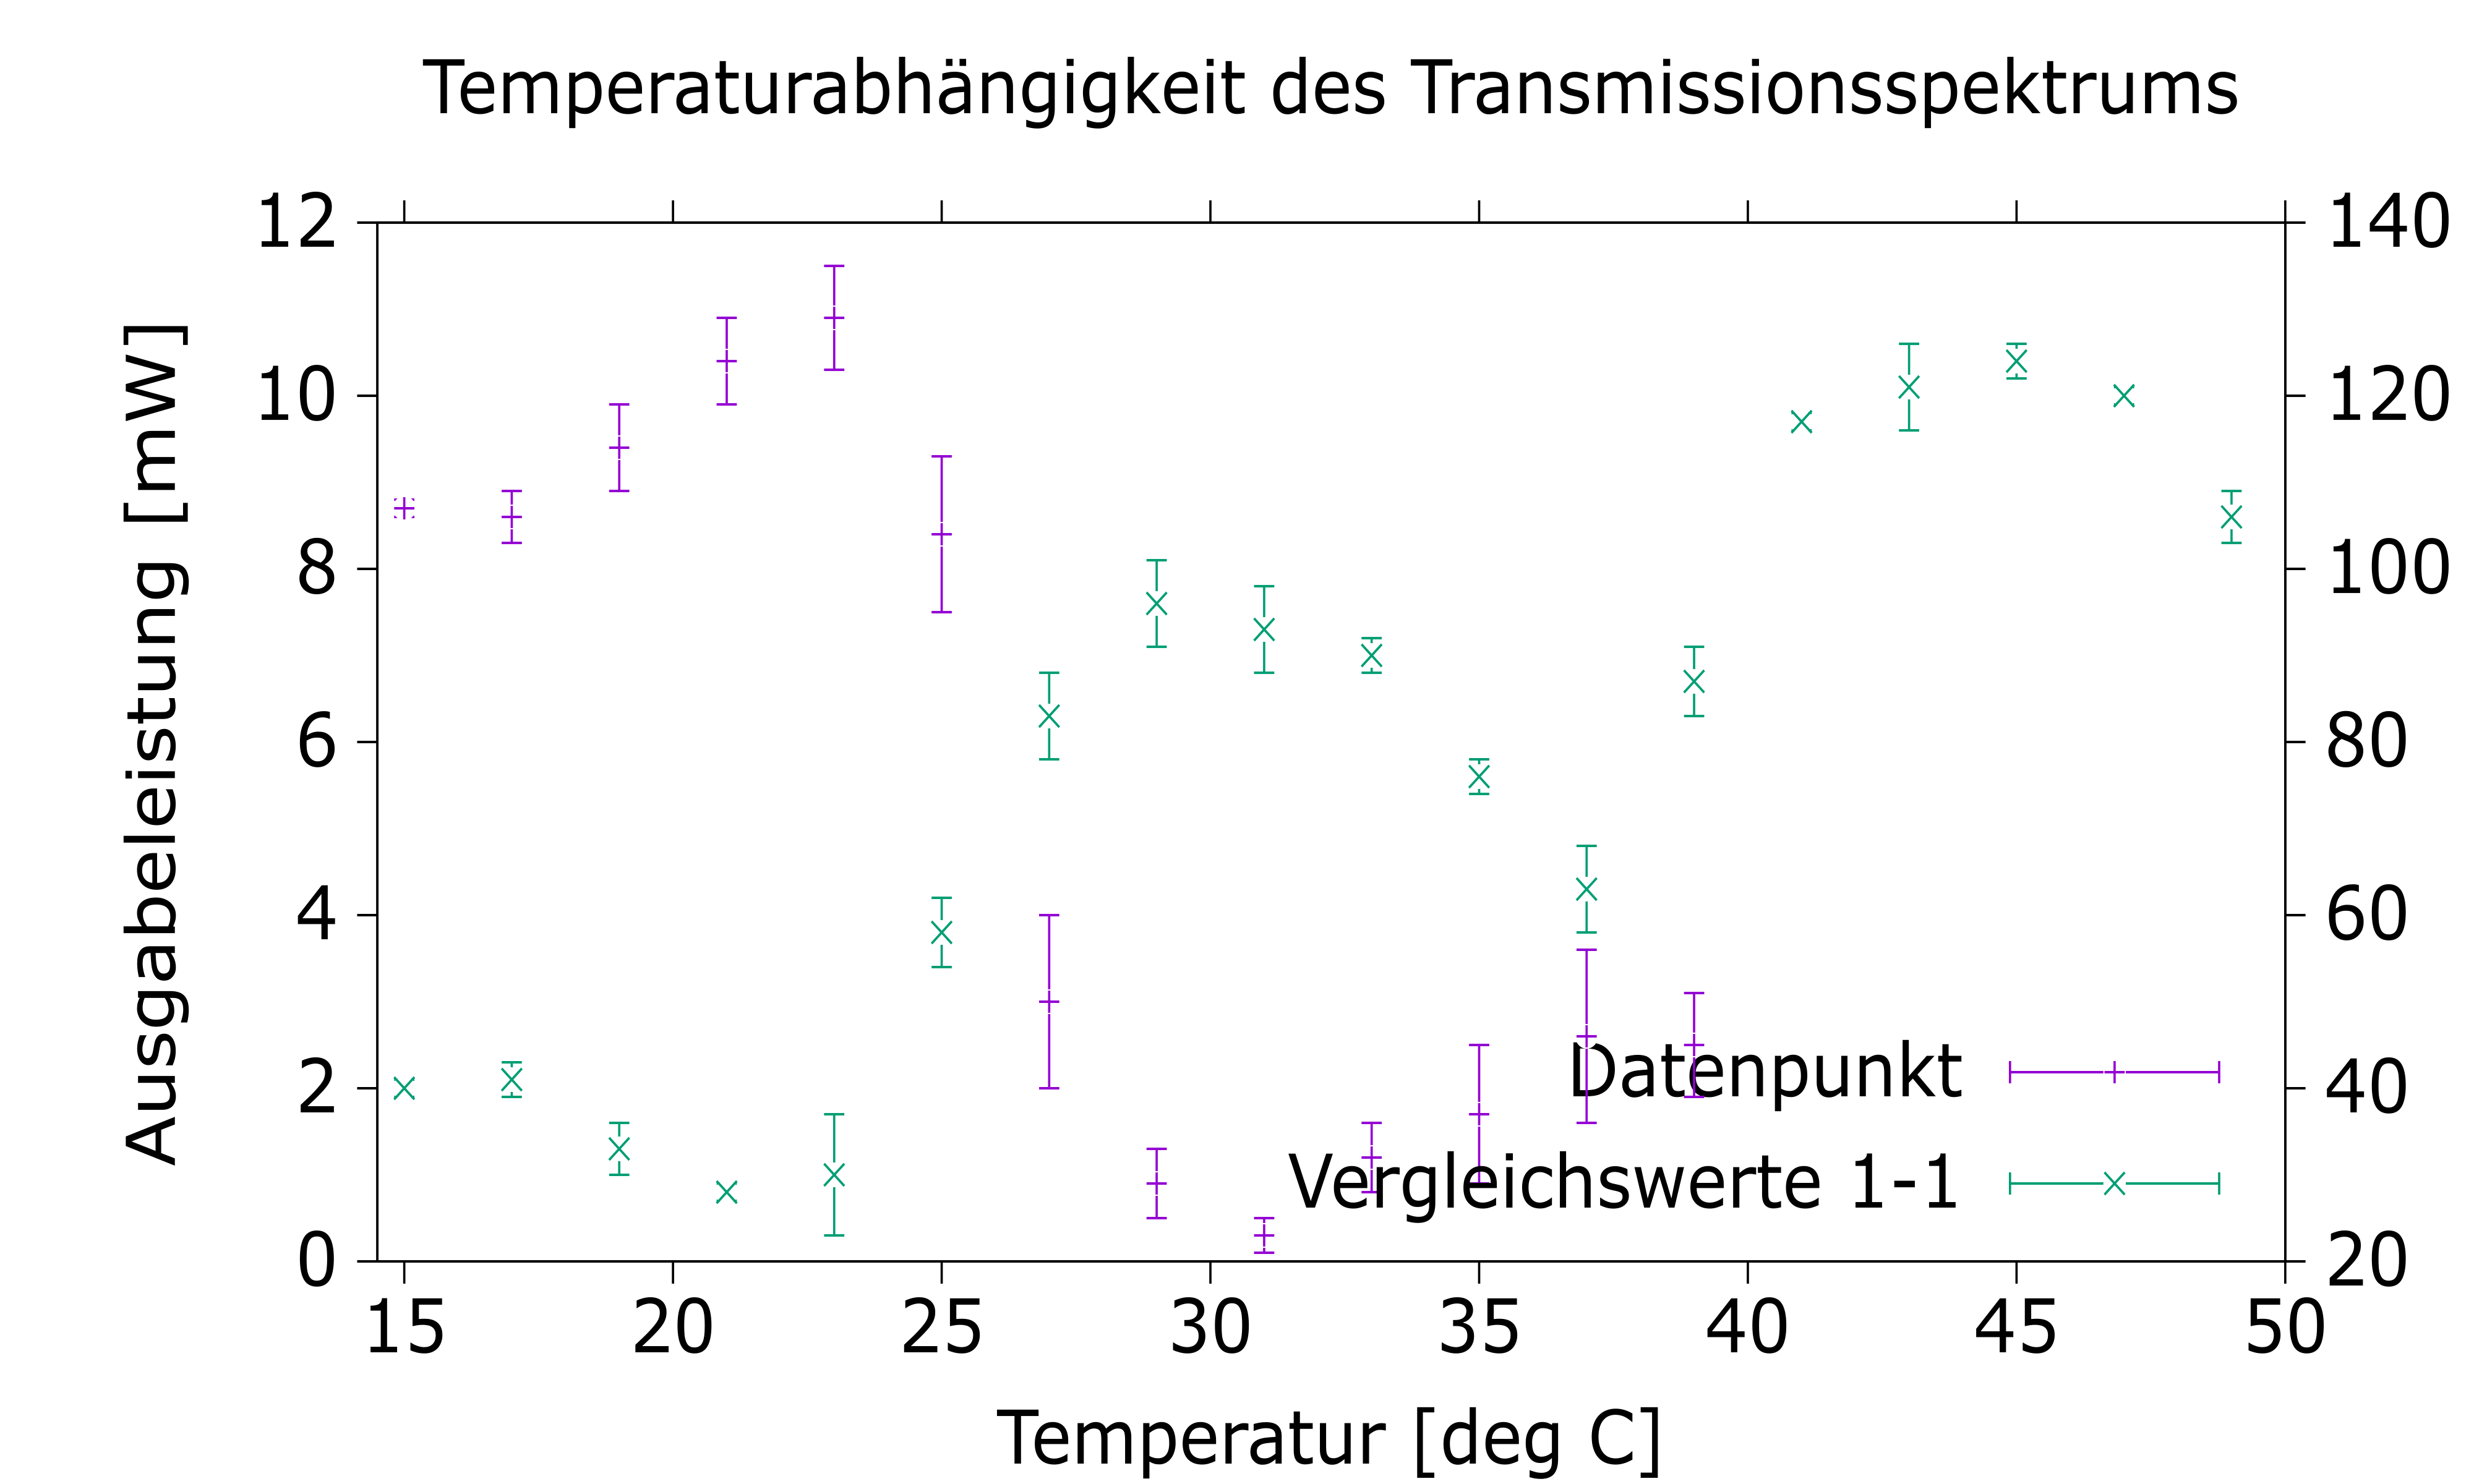 Temperaturabhängigkeit des Transmissionsspektrums
12
10
8
6
4
2
0
Ausgabeleistung [mW]
140
120
100
80
60
40
20
Datenpunkt
Vergleichswerte 1-1
15 20 25 30 35 40 45 50
Temperatur [deg C]